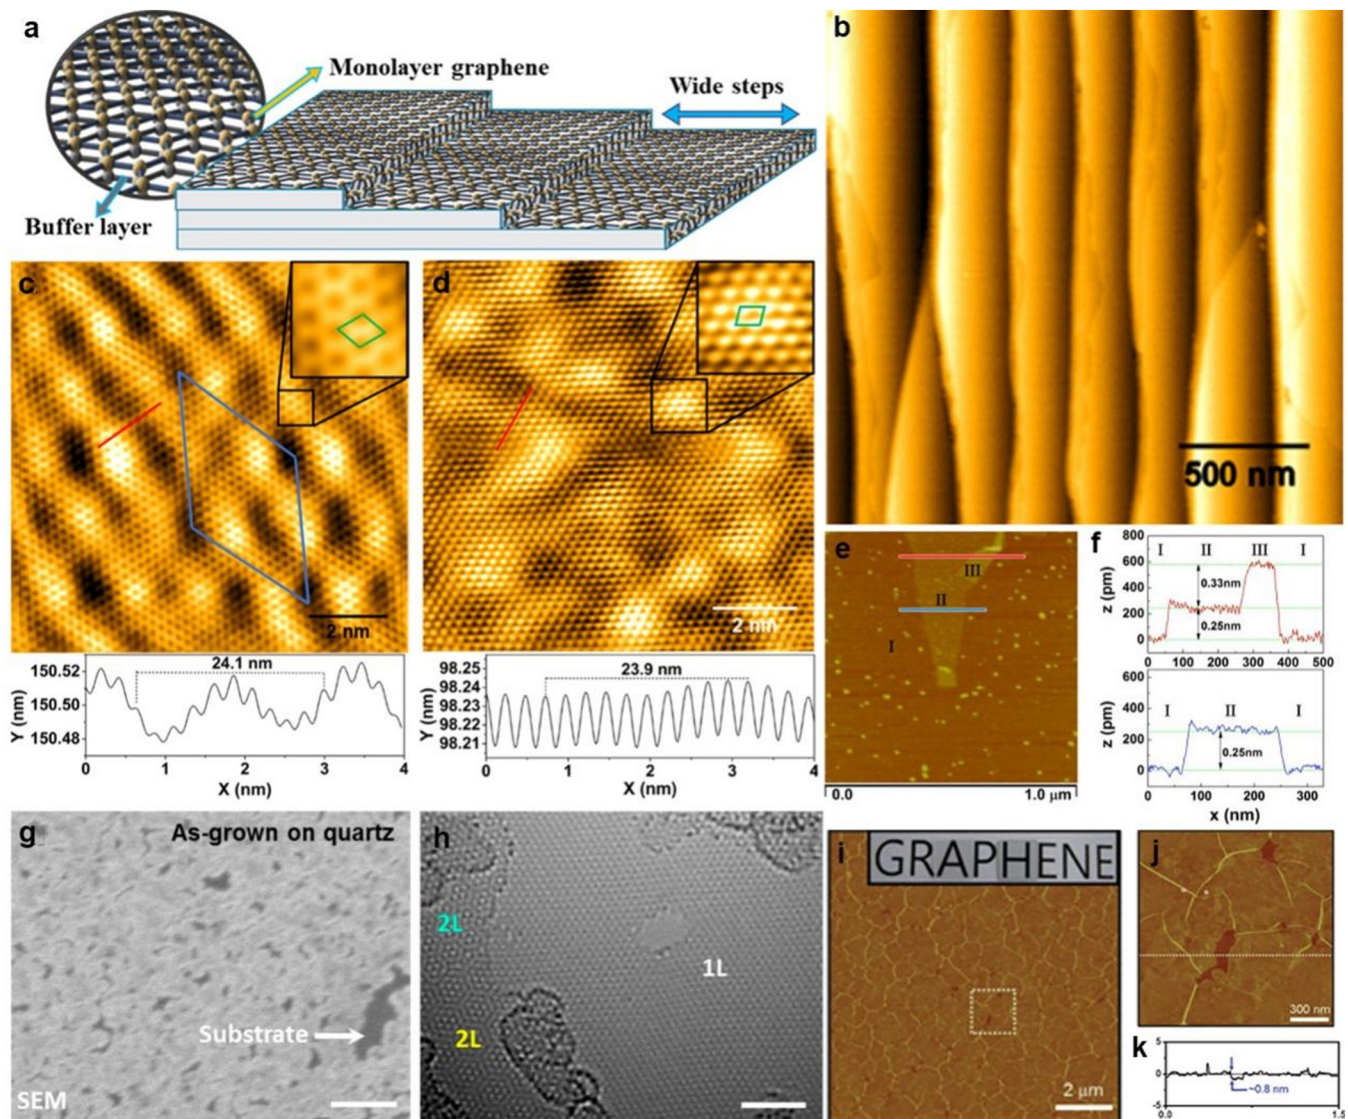 a
Monolayer graphene
Wide steps
Buffer layer
b
500 nm
c
2 nm
24.1 nm
150.52
150.50
150.48
Y (nm)
0 1 2 3 4
X (nm)
d
2 nm
23.9 nm
98.25
98.24
98.23
98.22
98.21
Y (nm)
0 1 2 3 4
X (nm)
e
III
II
I
0.0 1.0 μm
f
800
600
400
200
0
z (pm)
I II III I
0.33nm
0.25nm
0 100 200 300 400 500
600
400
200
0
z (pm)
I II I
0.25nm
0 100 200 300
x (nm)
g
As-grown on quartz
Substrate
SEM
h
2L
1L
2L
i
GRAPHENE
2 μm
j
300 nm
k
5
0
-5
~0.8 nm
0.0 1.5